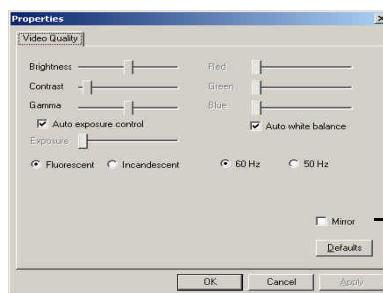 Properties
Video Quality
Brightness
Red
Contrast
Green
Gamma
Blue
Auto exposure control
Auto white balance
Exposure
Fluorescent
Incandescent
60 Hz
50 Hz
Mirror
Defaults
OK
Cancel
Apply